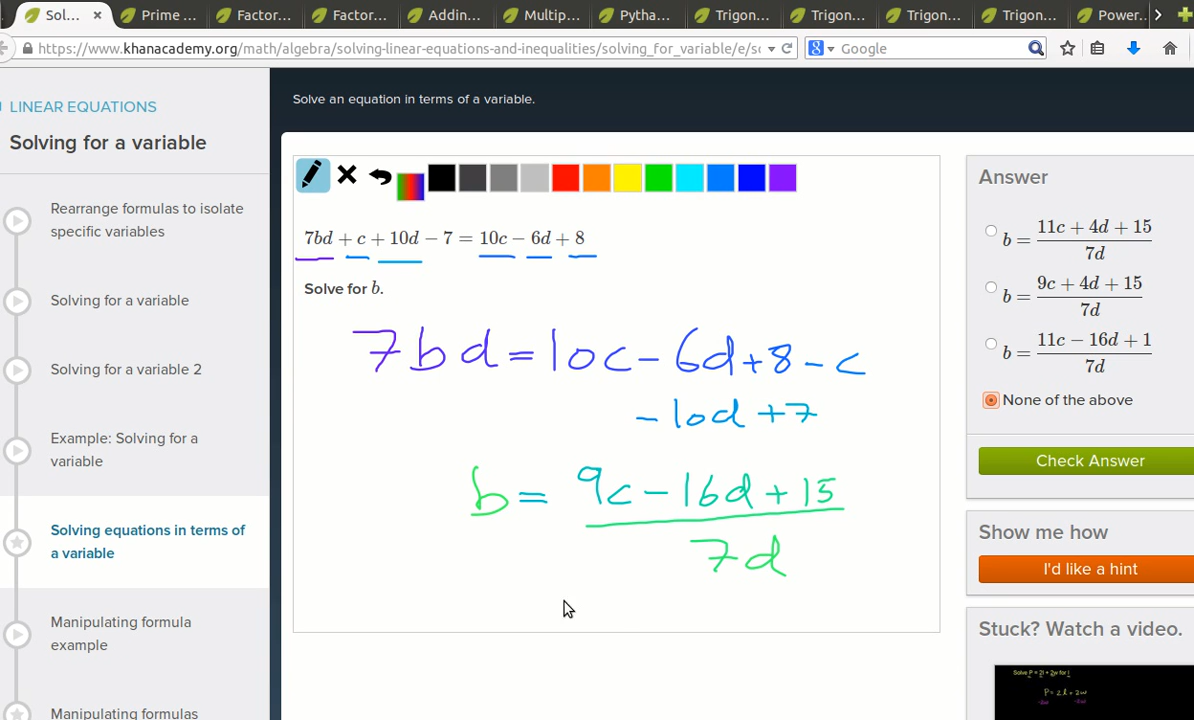 Sol... × Prime ... Factor... Factor... Addin... Multip... Pytha... Trigon... Trigon... Trigon... Trigon... Power...
https://www.khanacademy.org/math/algebra/solving-linear-equations-and-inequalities/solving_for_variable/e/s
Google
LINEAR EQUATIONS
Solving for a variable
Rearrange formulas to isolate
specific variables
Solving for a variable
Solving for a variable 2
Example: Solving for a
variable
Solving equations in terms of
a variable
Manipulating formula
example
Manipulating formulas
Solve an equation in terms of a variable.
7bd + c + 10d − 7 = 10c − 6d + 8
Solve for b.
7bd = 10c − 6d + 8 − c
− 10d + 7
b = 9c − 16d + 15
7d
Answer
b = 11c + 4d + 15
7d
b = 9c + 4d + 15
7d
b = 11c − 16d + 1
7d
None of the above
Check Answer
Show me how
I'd like a hint
Stuck? Watch a video.